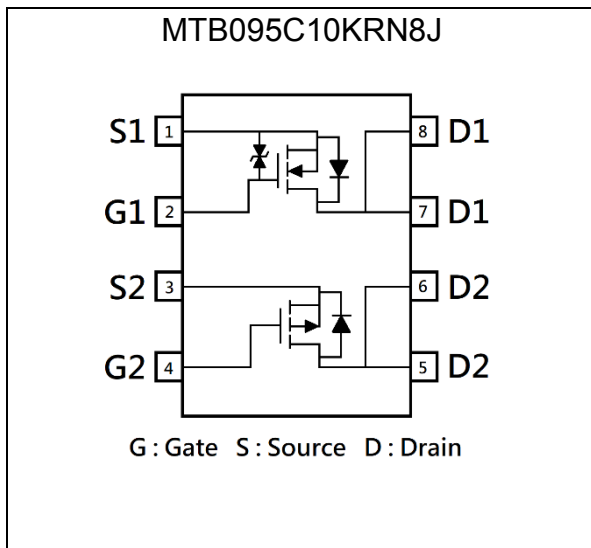 MTB095C10KRN8J
S1 1 8 D1
G1 2 7 D1
S2 3 6 D2
G2 4 5 D2
G : Gate S : Source D : Drain